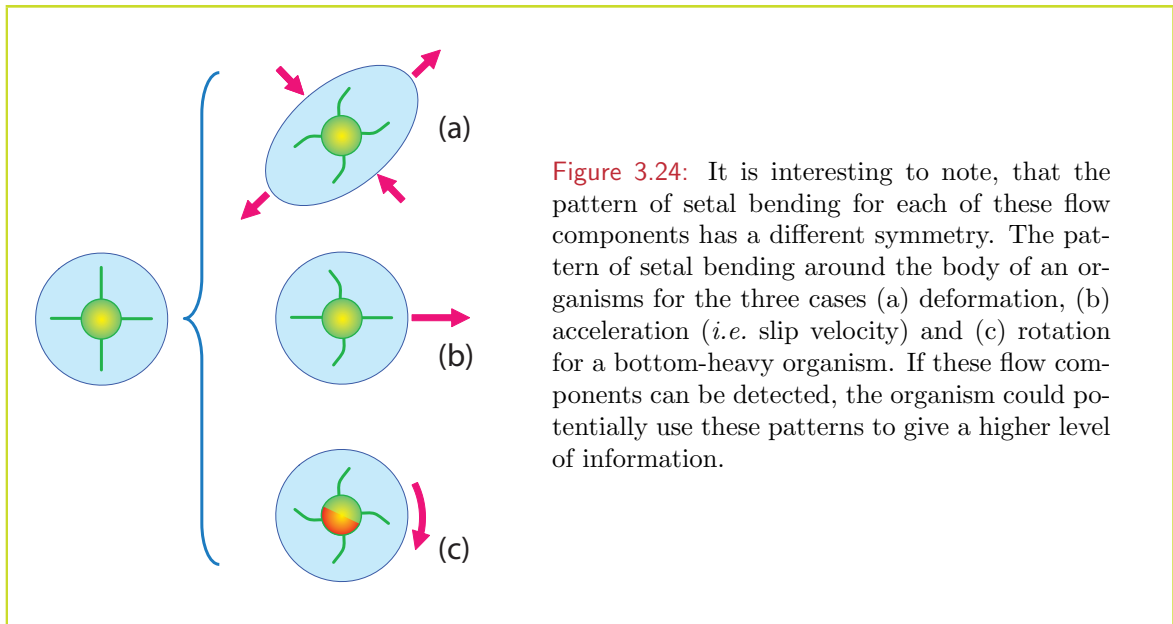 (a)
(b)
(c)
Figure 3.24: It is interesting to note, that the
pattern of setal bending for each of these flow
components has a different symmetry. The pat-
tern of setal bending around the body of an or-
ganisms for the three cases (a) deformation, (b)
acceleration (i.e. slip velocity) and (c) rotation
for a bottom-heavy organism. If these flow com-
ponents can be detected, the organism could po-
tentially use these patterns to give a higher level
of information.